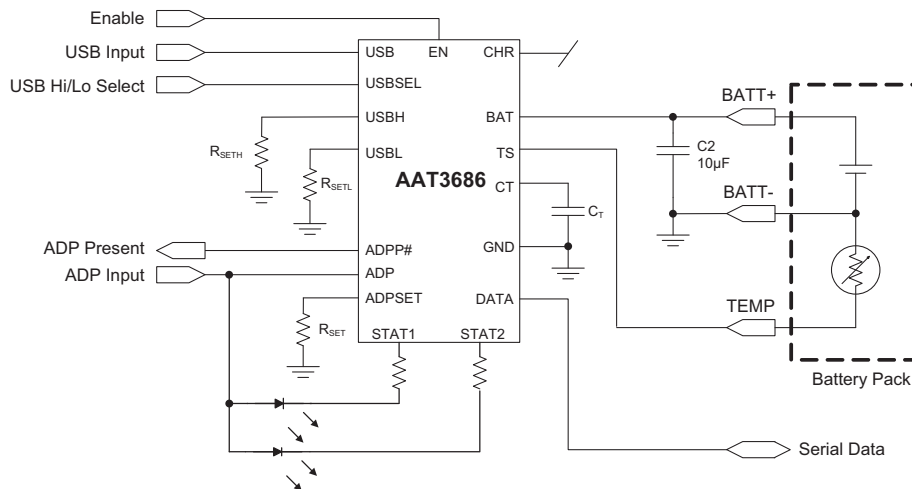 Enable
USB Input
USB Hi/Lo Select
ADP Present
ADP Input
R_SETH
R_SETL
R_SET
USB
EN
CHR
USBSEL
USBH
USBL
BAT
TS
AAT3686
CT
GND
ADPP#
ADP
ADPSET
DATA
STAT1
STAT2
C_T
C2
10µF
BATT+
BATT-
TEMP
Battery Pack
Serial Data